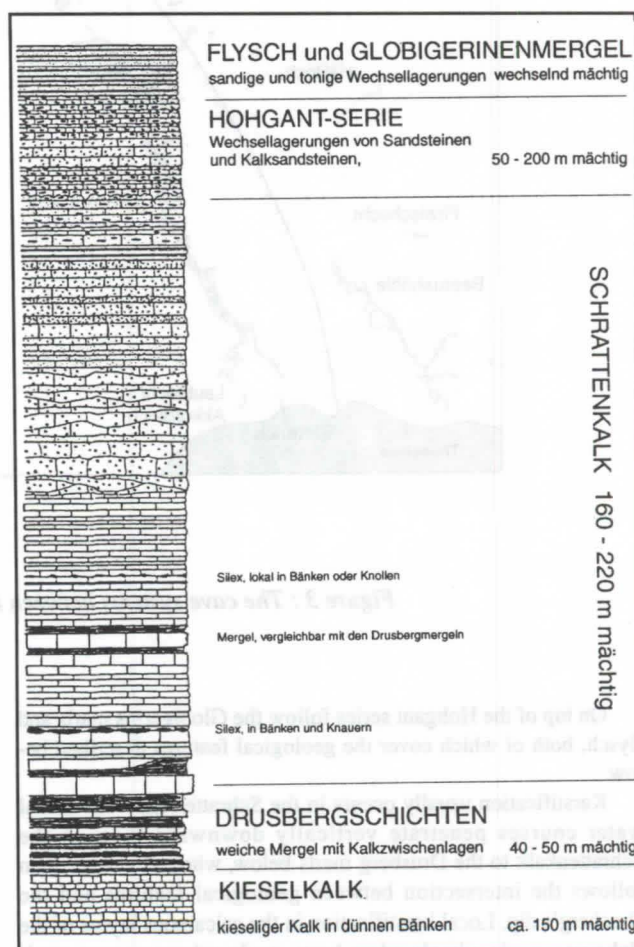 FLYSCH und GLOBIGERINENMERGEL
sandige und tonige Wechsellagerungen wechselnd mächtig
HOHGANT-SERIE
Wechsellagerungen von Sandsteinen
und Kalksandsteinen, 50 - 200 m mächtig
SCHRATTENKALK 160 - 220 m mächtig
Silex, lokal in Bänken oder Knollen
Mergel, vergleichbar mit den Drusbergmergeln
Silex, in Bänken und Knauern
DRUSBERGSCHICHTEN
weiche Mergel mit Kalkzwischenlagen 40 - 50 m mächtig
KIESELKALK
kieseliger Kalk in dünnen Bänken ca. 150 m mächtig